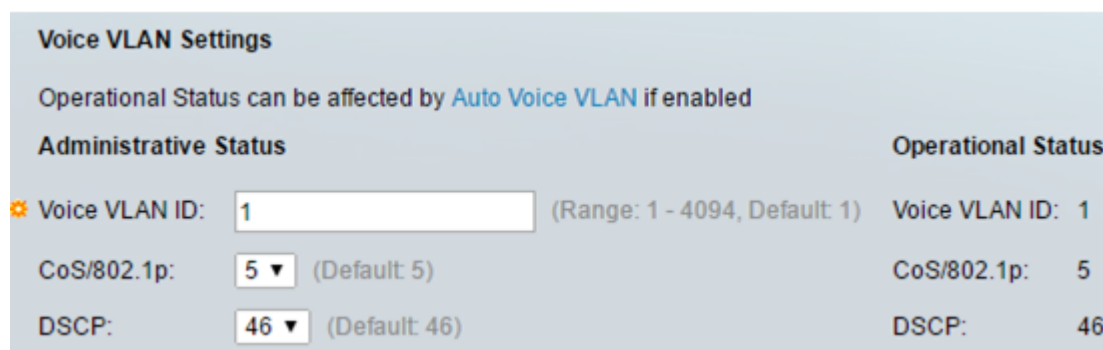 Voice VLAN Settings
Operational Status can be affected by Auto Voice VLAN if enabled
Administrative Status Operational Status
Voice VLAN ID: 1 (Range: 1 - 4094, Default: 1) Voice VLAN ID: 1
CoS/802.1p: 5 (Default: 5) CoS/802.1p: 5
DSCP: 46 (Default: 46) DSCP: 46